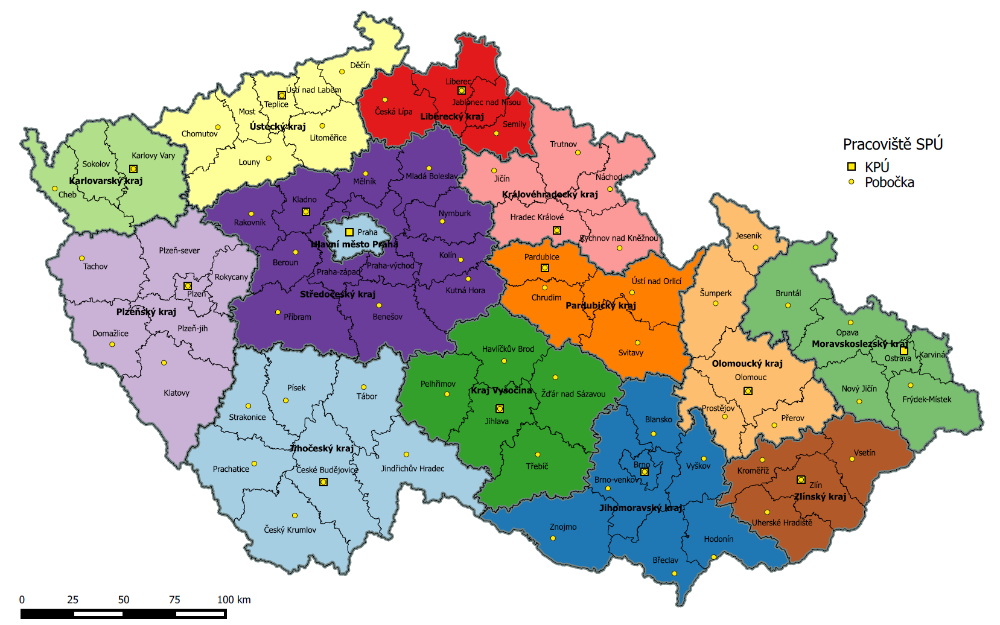 Děčín
Ústí nad Labem
Teplice
Most
Ústecký kraj
Chomutov
Litoměřice
Louny
Liberec
Jablonec nad Nisou
Česká Lípa
Liberecký kraj
Semily
Karlovy Vary
Sokolov
Karlovarský kraj
Cheb
Trutnov
Náchod
Jičín
Královéhradecký kraj
Hradec Králové
Rychnov nad Kněžnou
Mělník
Mladá Boleslav
Kladno
Rakovník
Nymburk
Praha
Hlavní město Praha
Beroun
Kolín
Praha-západ
Praha-východ
Středočeský kraj
Kutná Hora
Příbram
Benešov
Plzeň-sever
Tachov
Rokycany
Plzeň
Plzeňský kraj
Plzeň-jih
Domažlice
Klatovy
Pardubice
Chrudim
Ústí nad Orlicí
Pardubický kraj
Svitavy
Jeseník
Šumperk
Olomoucký kraj
Olomouc
Prostějov
Přerov
Bruntál
Opava
Moravskoslezský kraj
Ostrava
Karviná
Nový Jičín
Frýdek-Místek
Havlíčkův Brod
Pelhřimov
Kraj Vysočina
Žďár nad Sázavou
Jihlava
Třebíč
Písek
Tábor
Strakonice
Jihočeský kraj
Prachatice
České Budějovice
Jindřichův Hradec
Český Krumlov
Blansko
Brno
Vyškov
Brno-venkov
Jihomoravský kraj
Znojmo
Hodonín
Břeclav
Vsetín
Kroměříž
Zlín
Zlínský kraj
Uherské Hradiště
Pracoviště SPÚ
KPÚ
Pobočka
0 25 50 75 100 km